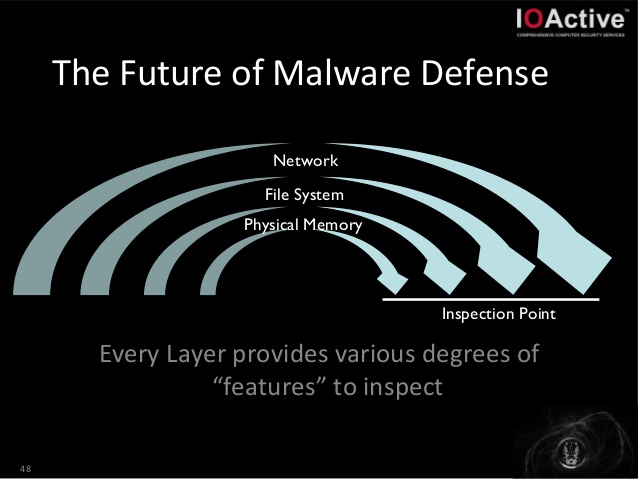 IOActive™
COMPREHENSIVE COMPUTER SECURITY SERVICES
The Future of Malware Defense
Network
File System
Physical Memory
Inspection Point
Every Layer provides various degrees of
“features” to inspect
48